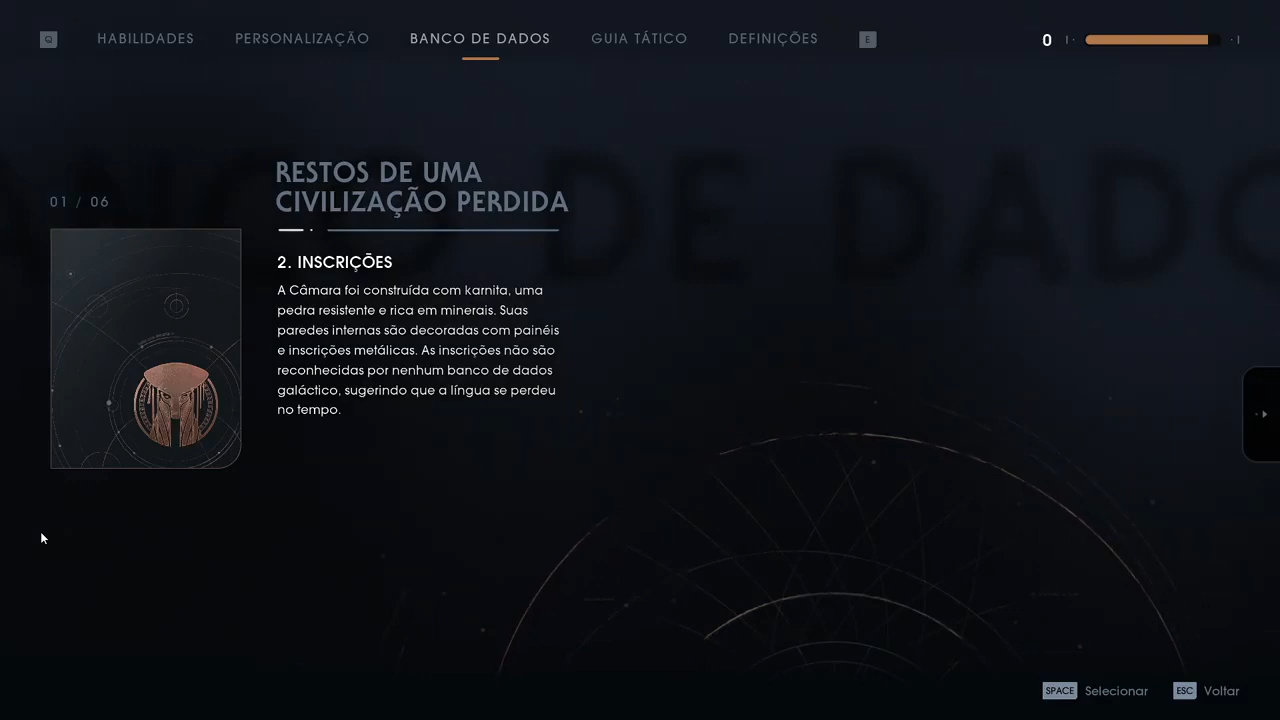 Q HABILIDADES PERSONALIZAÇÃO BANCO DE DADOS GUIA TÁTICO DEFINIÇÕES E 0
BANCO DE DADOS
RESTOS DE UMA
CIVILIZAÇÃO PERDIDA
01 / 06
2. INSCRIÇÕES
A Câmara foi construída com karnita, uma
pedra resistente e rica em minerais. Suas
paredes internas são decoradas com painéis
e inscrições metálicas. As inscrições não são
reconhecidas por nenhum banco de dados
galáctico, sugerindo que a língua se perdeu
no tempo.
SPACE Selecionar ESC Voltar